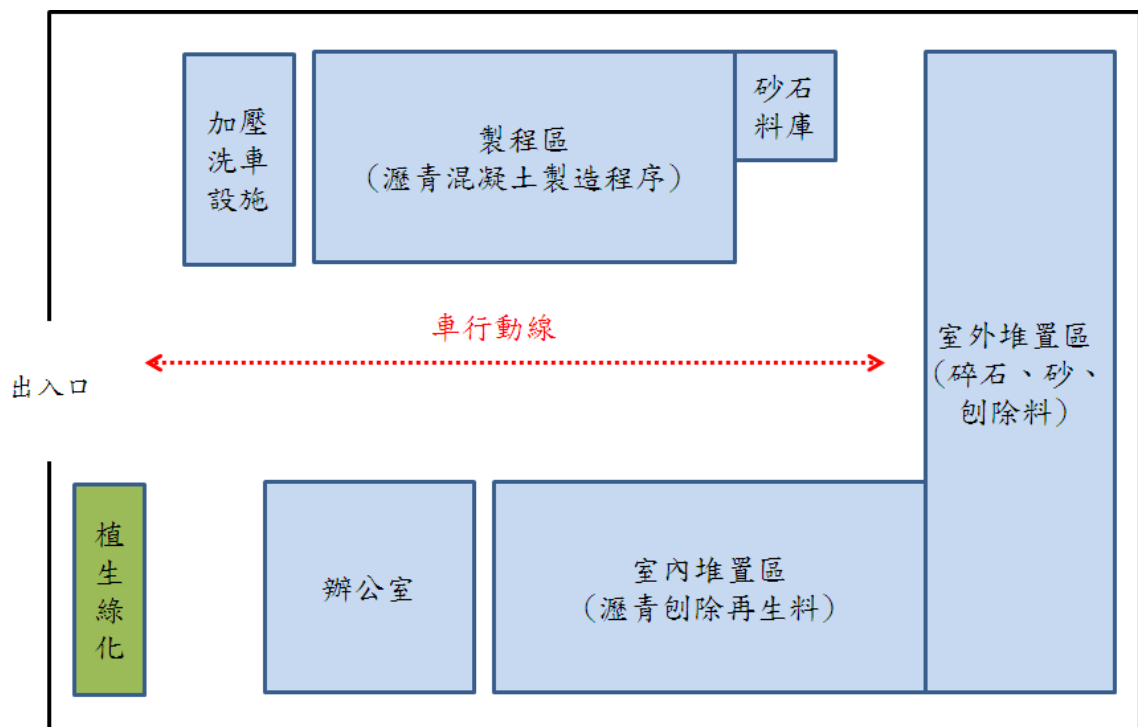 加壓
洗車
設施
製程區
（瀝青混凝土製造程序）
砂石
料庫
車行動線
出入口
室外堆置區
（碎石、砂、
刨除料）
植
生
綠
化
辦公室
室內堆置區
（瀝青刨除再生料）